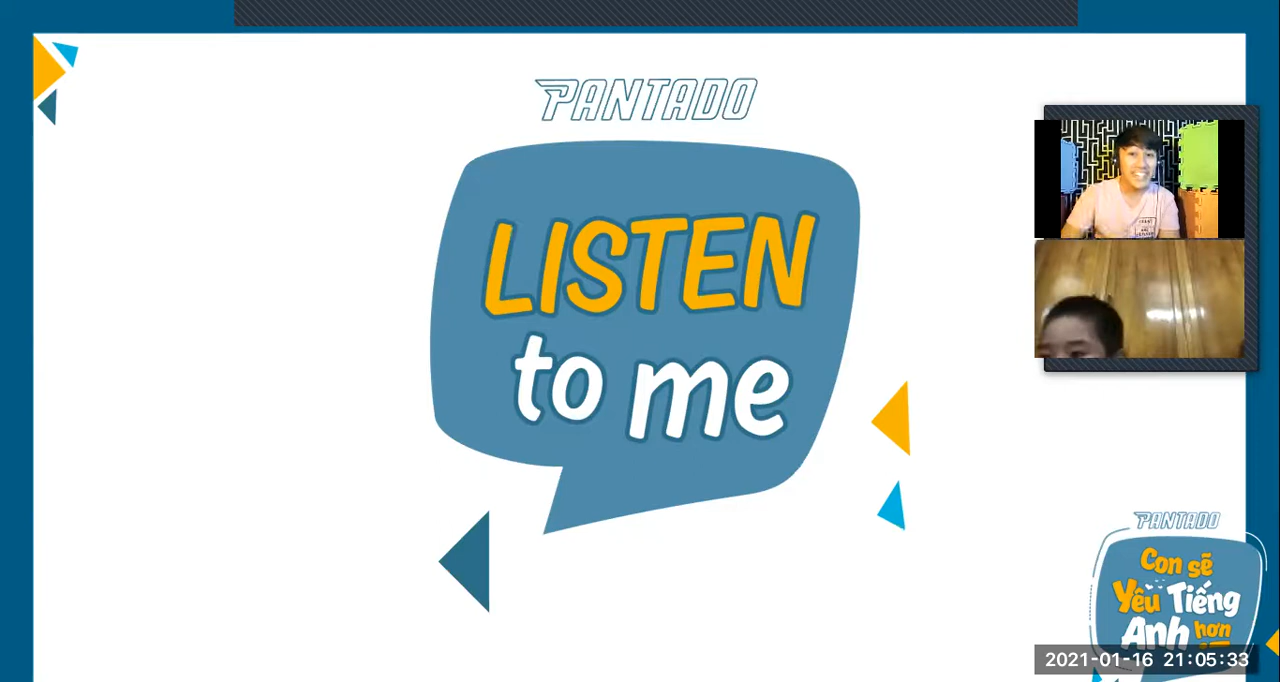 PANTADO
LISTEN
to me
PANTADO
Con sẽ
Yêu Tiếng
Anh hơn
2021-01-16 21:05:33